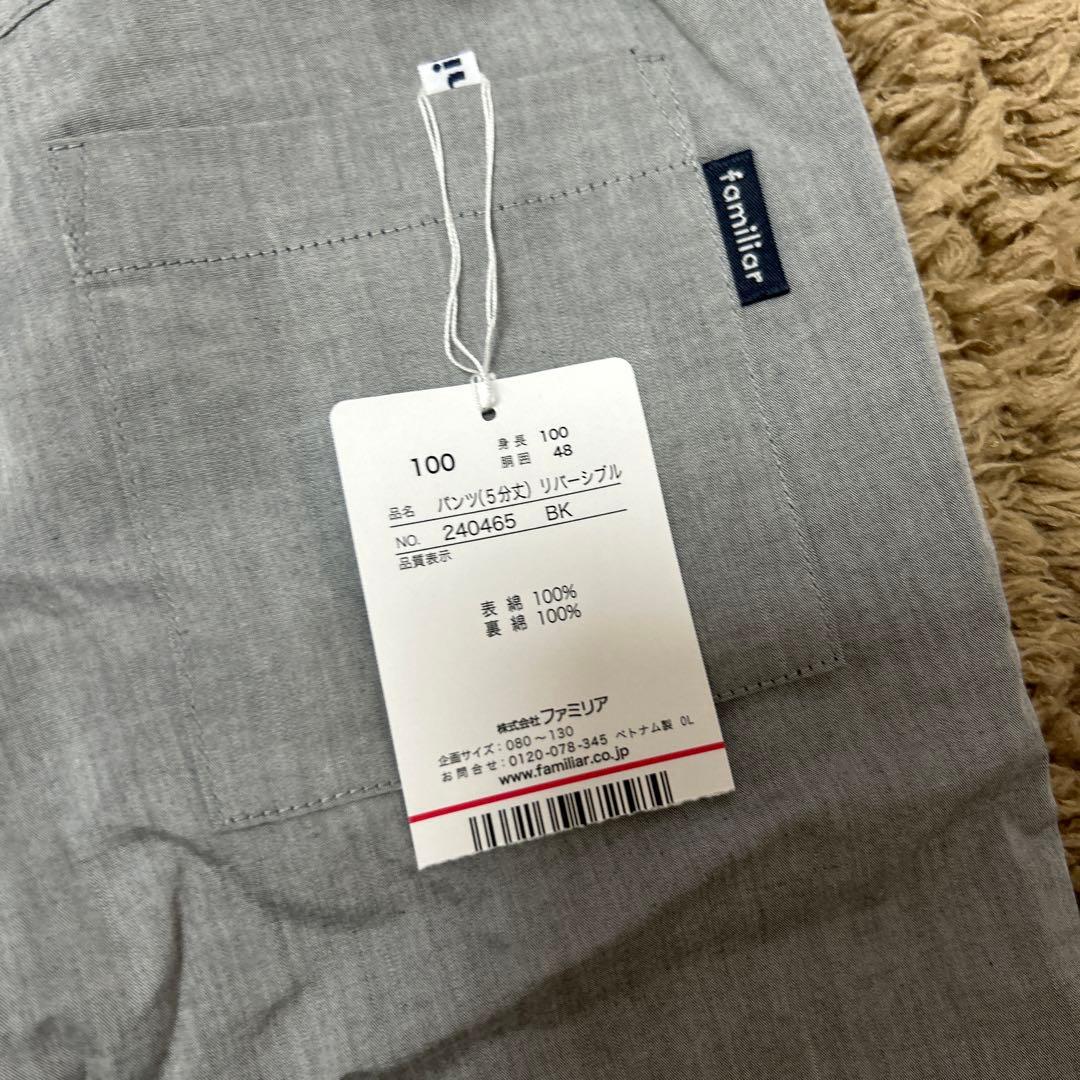 familiar
100
身長 100
胴囲 48
品名 パンツ(5分丈) リバーシブル
NO. 240465 BK
品質表示
表 綿 100%
裏 綿 100%
株式会社ファミリア
企画サイズ:080~130
お問合せ:0120-078-345 ベトナム製 0L
www.familiar.co.jp